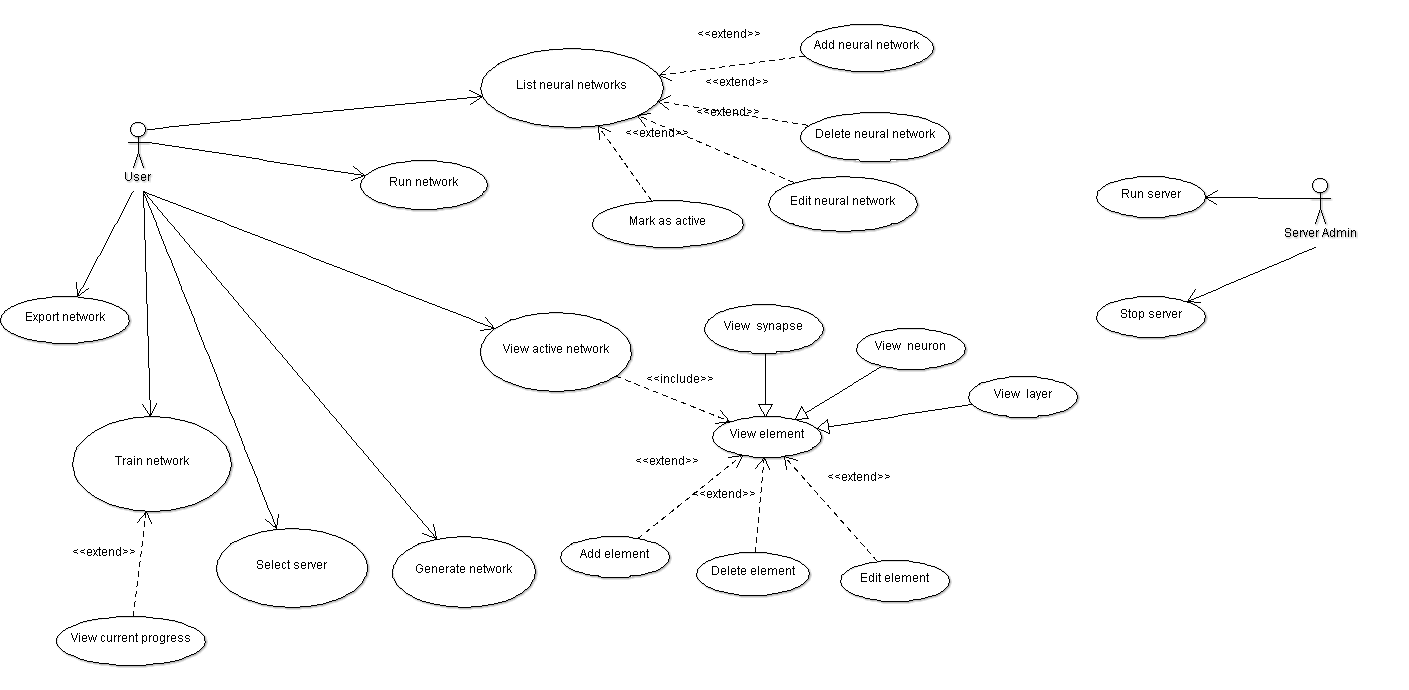 <<extend>>
Add neural network
List neural networks
<<extend>>
<<extend>>
<<extend>>
Delete neural network
User
Run network
Edit neural network
Mark as active
Run server
Server Admin
Export network
Stop server
View active network
View  synapse
View  neuron
<<include>>
View  layer
View element
Train network
<<extend>>
<<extend>>
<<extend>>
<<extend>>
Select server
Generate network
Add element
Delete element
Edit element
View current progress